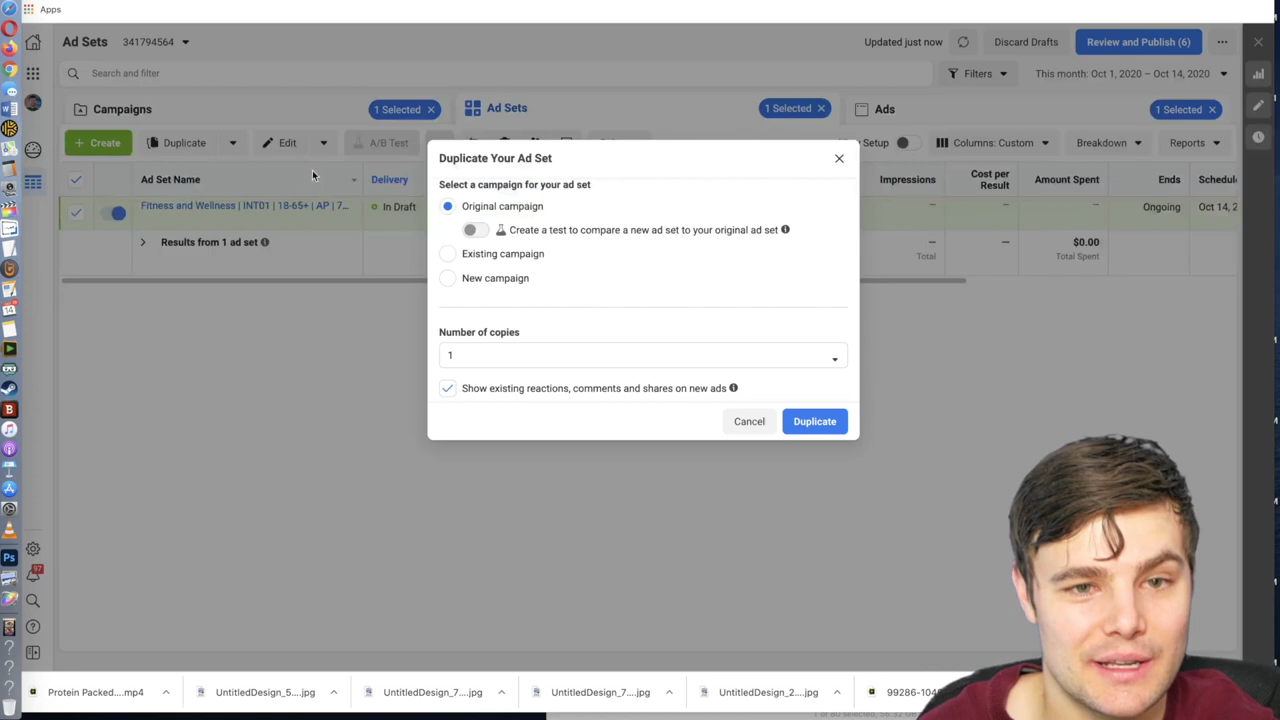 Apps
Ad Sets 341794564 Updated just now Discard Drafts Review and Publish (6)
Search and filter Filters This month: Oct 1, 2020 – Oct 14, 2020
Campaigns 1 Selected Ad Sets 1 Selected Ads 1 Selected
+ Create Duplicate Edit A/B Test Setup Columns: Custom Breakdown Reports
Ad Set Name Delivery Impressions Cost per Result Amount Spent Ends Schedul
Fitness and Wellness | INT01 | 18-65+ | AP | 7... In Draft – – – Ongoing Oct 14, 2
Results from 1 ad set — — $0.00
Total Total Spent
Duplicate Your Ad Set
Select a campaign for your ad set
Original campaign
Create a test to compare a new ad set to your original ad set
Existing campaign
New campaign
Number of copies
1
Show existing reactions, comments and shares on new ads
Cancel Duplicate
97
14
Ps
Protein Packed....mp4 UntitledDesign_5....jpg UntitledDesign_7....jpg UntitledDesign_7....jpg UntitledDesign_2....jpg